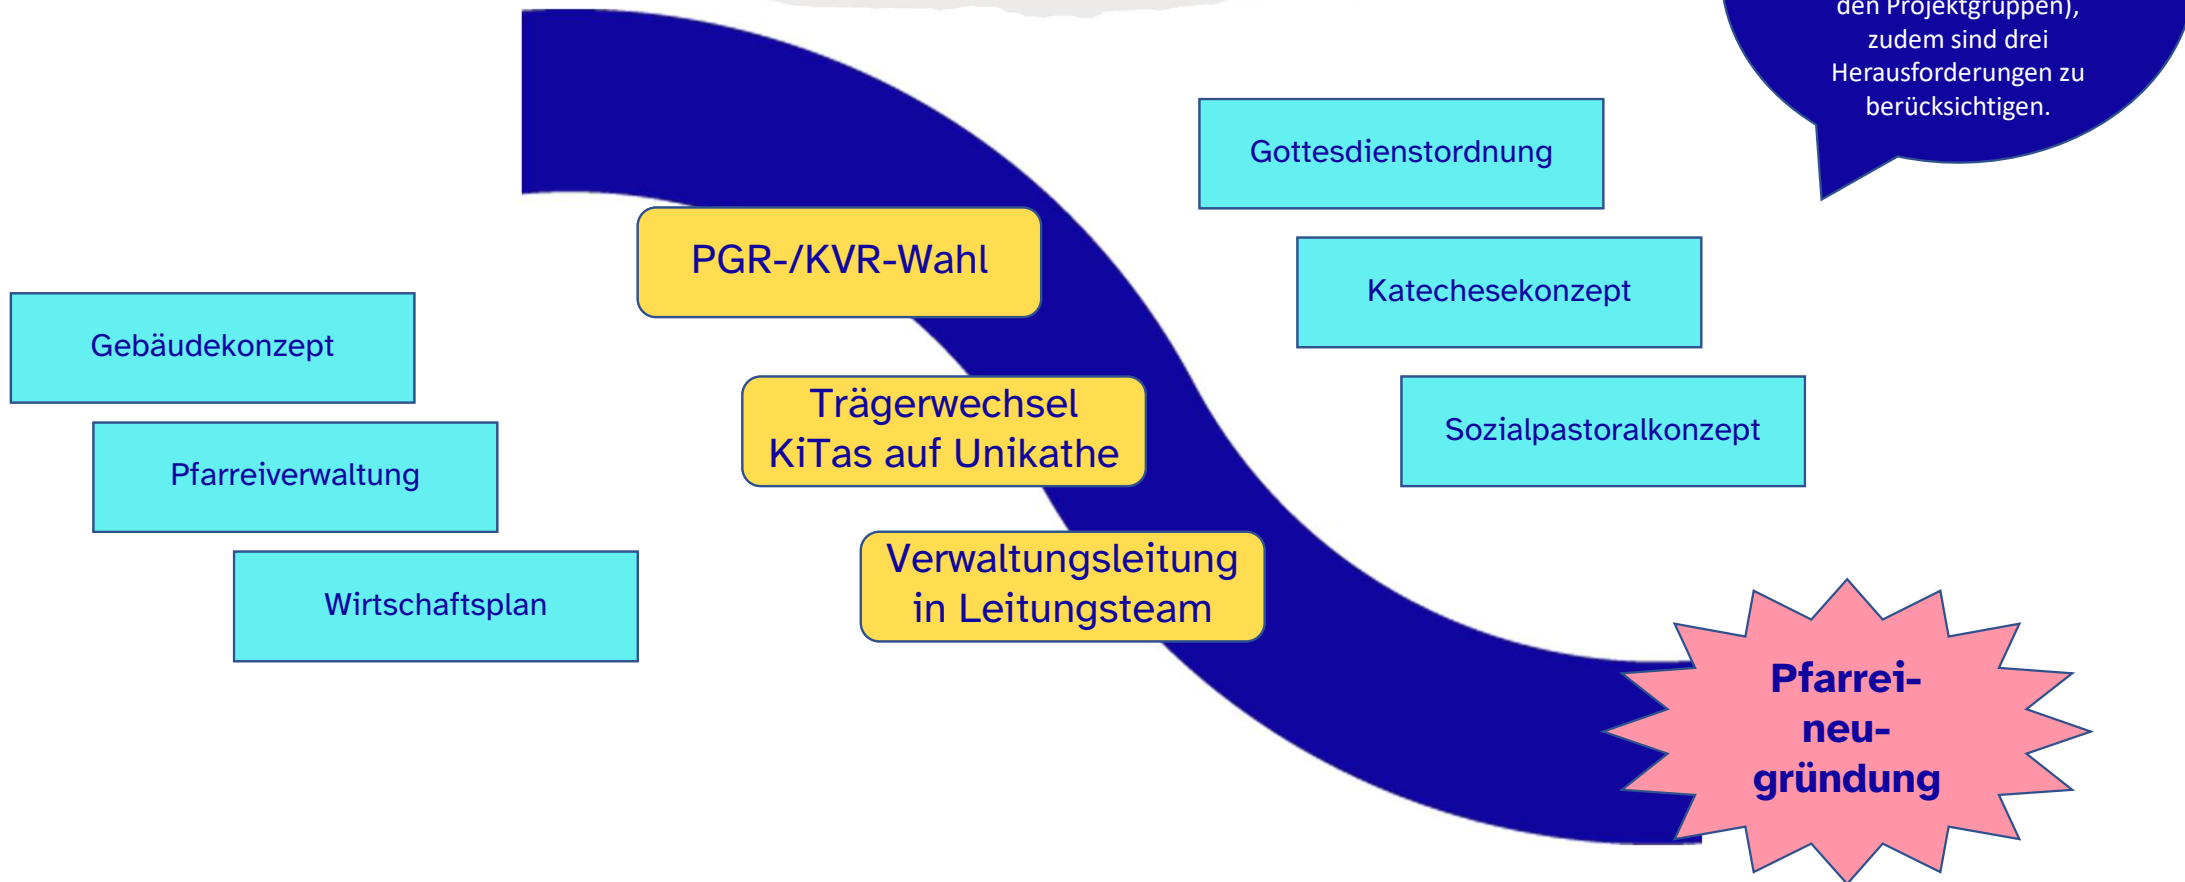 den Projektgruppen),
zudem sind drei
Herausforderungen zu
berücksichtigen.
Gottesdienstordnung
PGR-/KVR-Wahl
Katechesekonzept
Gebäudekonzept
Trägerwechsel
KiTas auf Unikathe
Sozialpastoralkonzept
Pfarreiverwaltung
Verwaltungsleitung
in Leitungsteam
Wirtschaftsplan
Pfarrei-
neu-
gründung